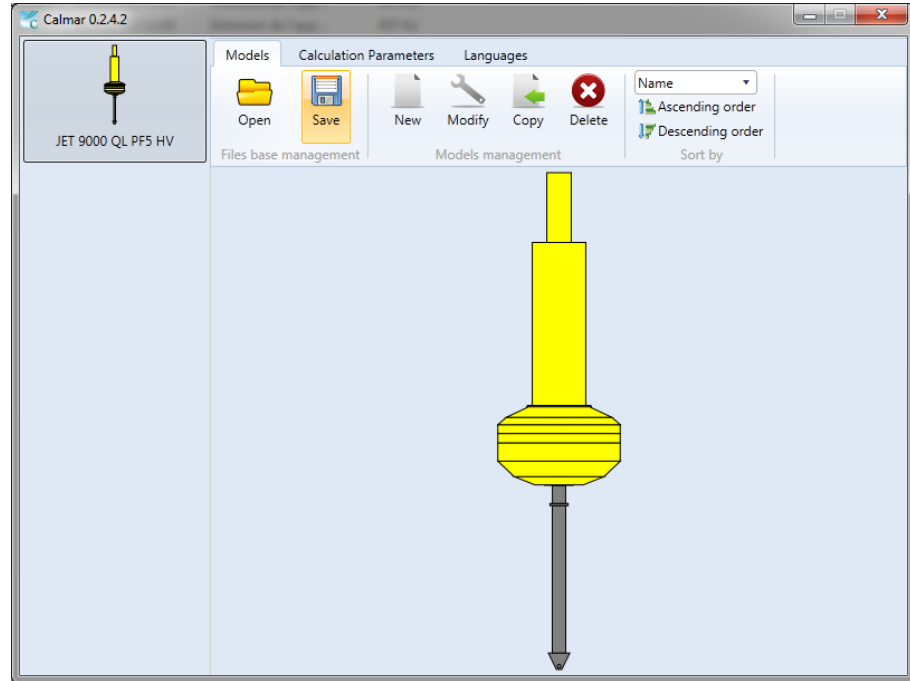 Calmar 0.2.4.2
JET 9000 QL PF5 HV
Models Calculation Parameters Languages
Open Save New Modify Copy Delete
Name
Ascending order
Descending order
Files base management Models management Sort by